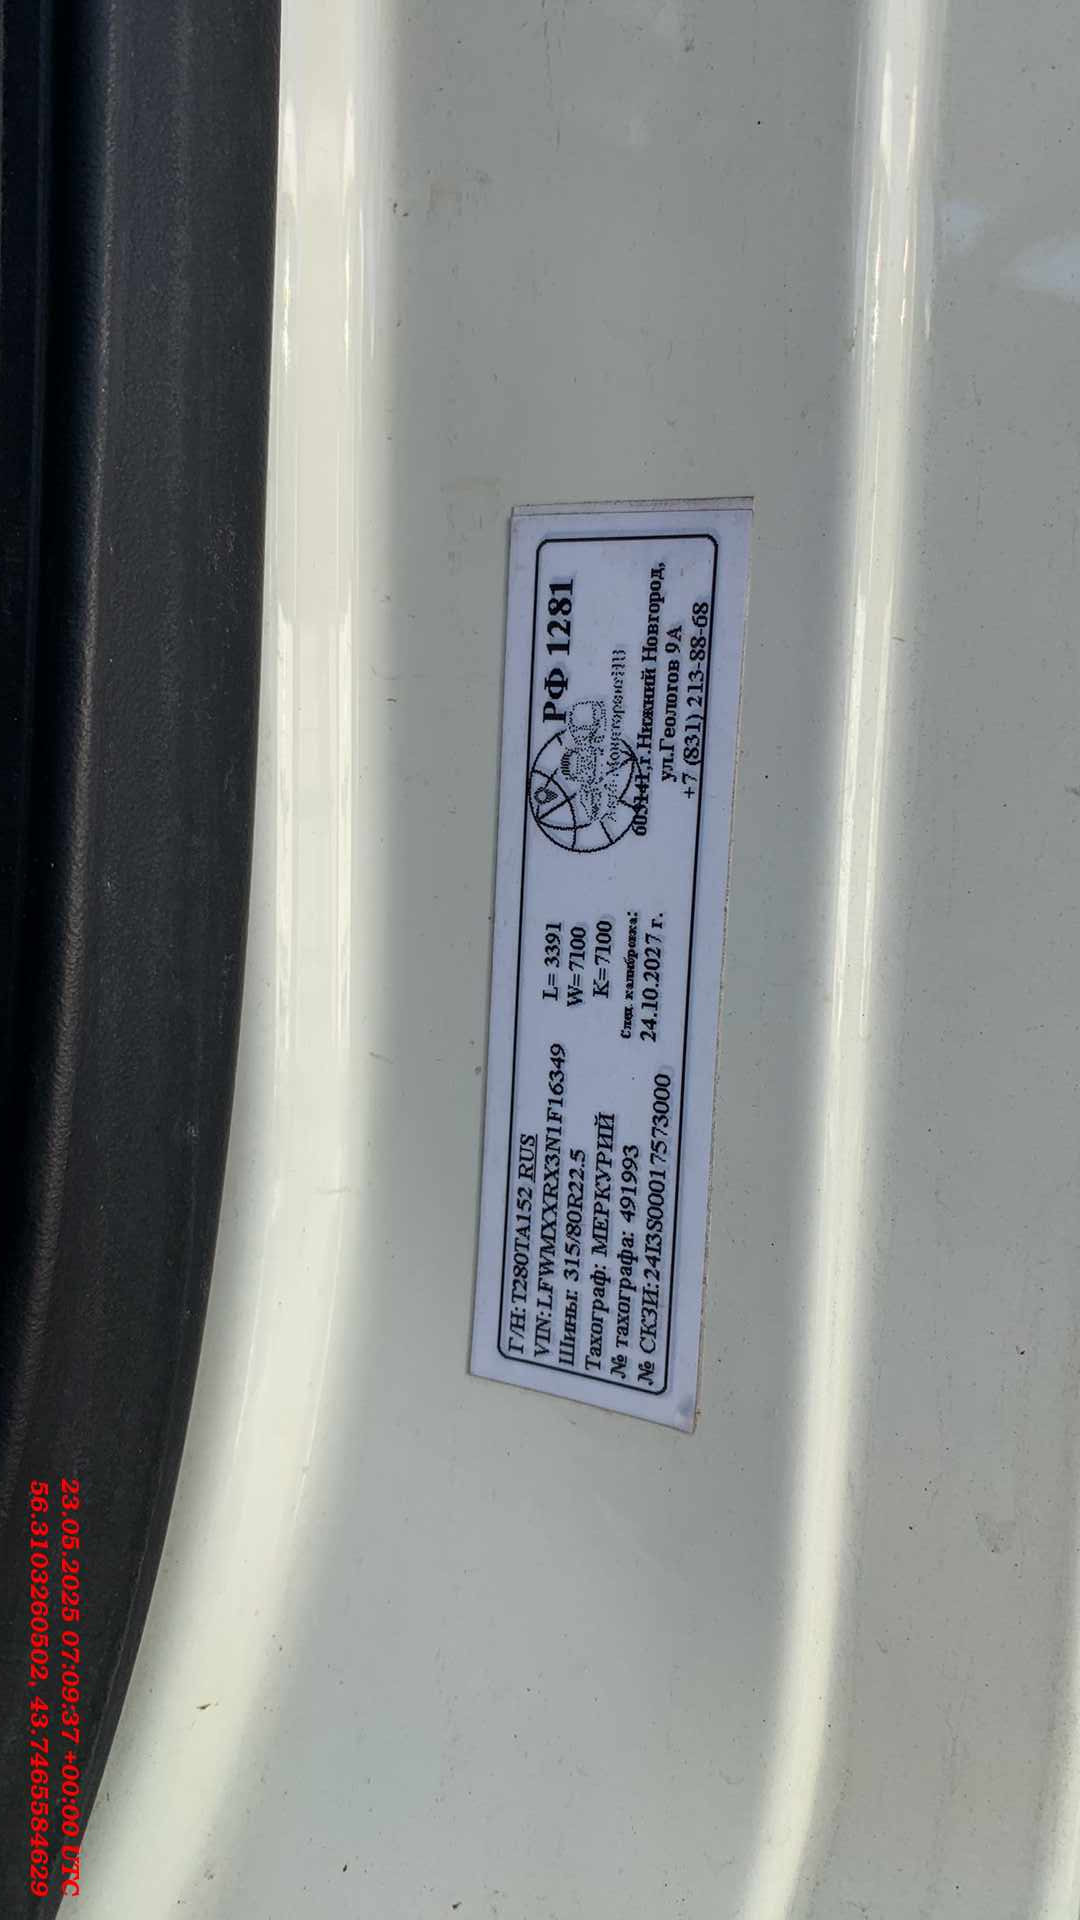 Г/Н: Т280ТА152 RUS
VIN: LFWMXXRX3N1F16349
Шины: 315/80R22.5
Тахограф: МЕРКУРИЙ
№ тахографа: 491993
№ СКЗИ: 24I3S00017573000
L= 3391
W=7100
K=7100
След. калибровка:
24.10.2027 г.
РФ 1281
603141,г.Нижний Новгород,
ул.Геологов 9А
+7 (831) 213-88-68
23.05.2025 07:09:37 +00:00 UTC
56.3103260502, 43.7465584629